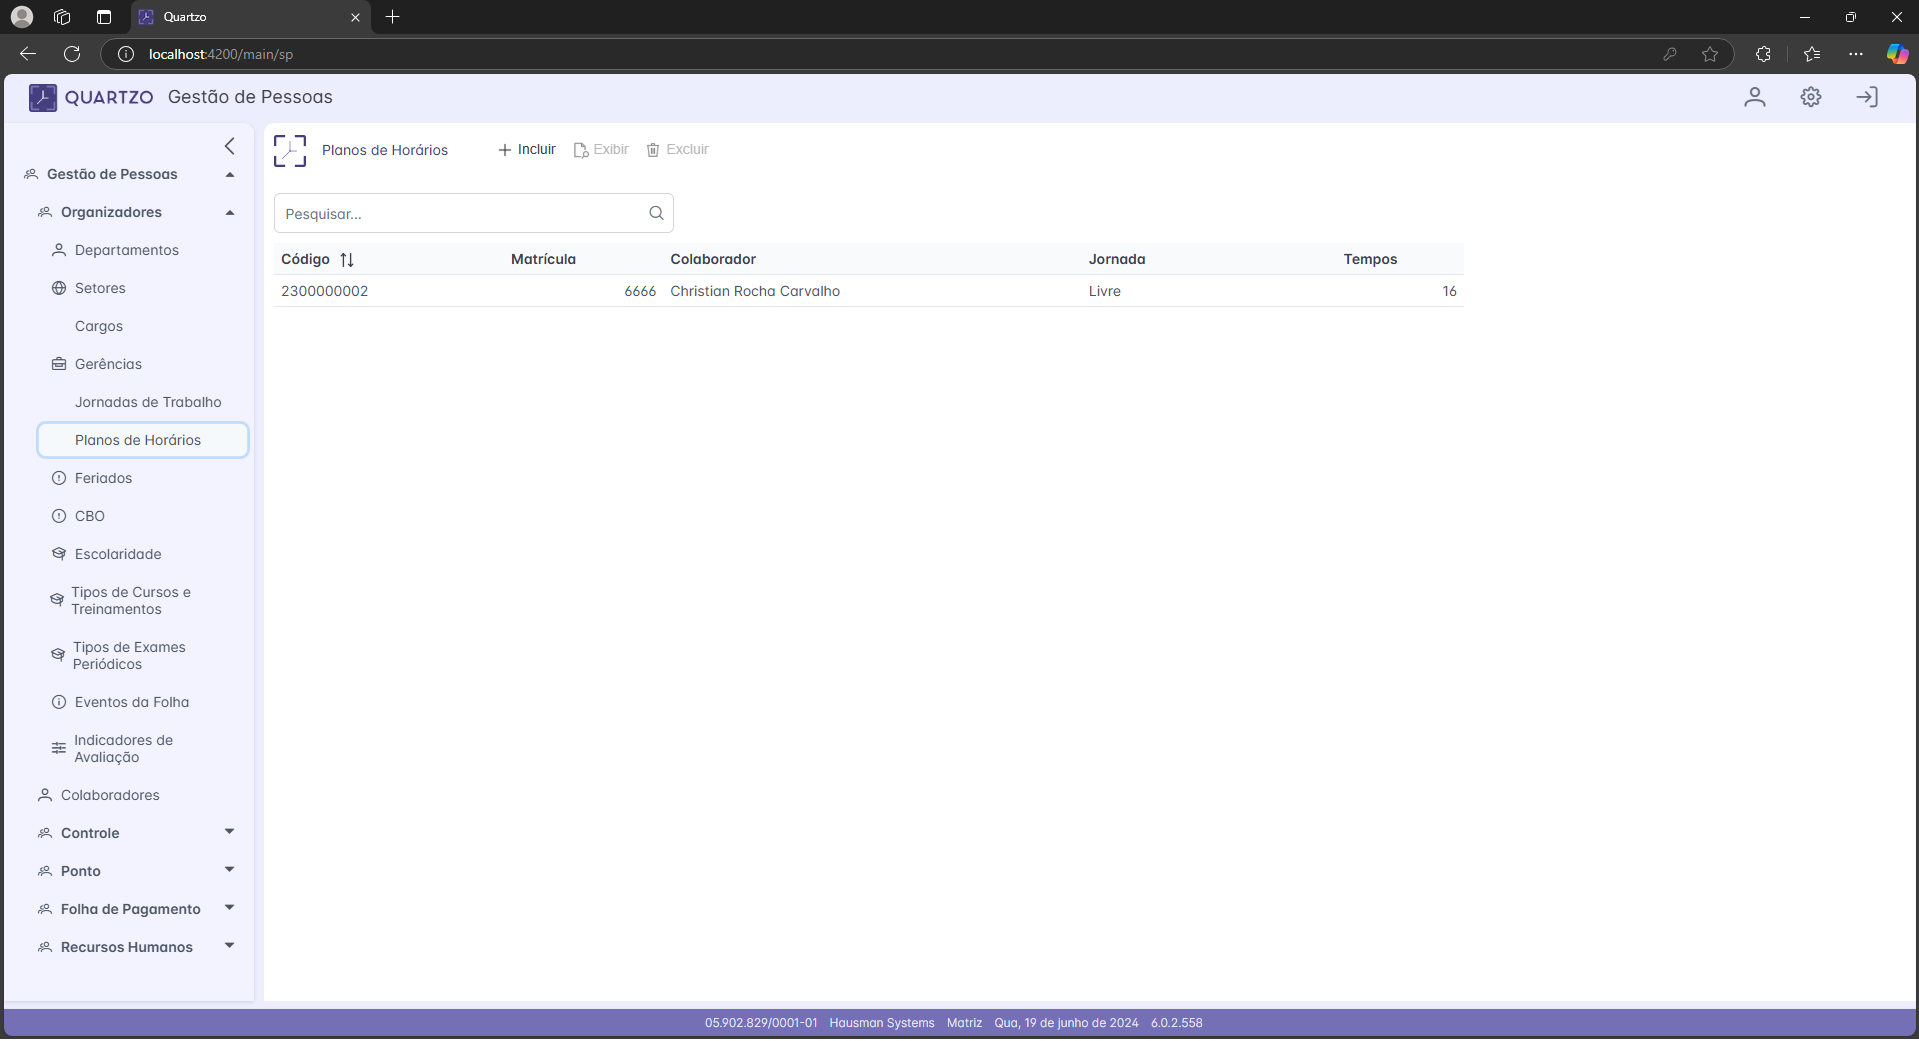 Quartzo
localhost:4200/main/sp
QUARTZO Gestão de Pessoas
Gestão de Pessoas
Organizadores
Departamentos
Setores
Cargos
Gerências
Jornadas de Trabalho
Planos de Horários
Feriados
CBO
Escolaridade
Tipos de Cursos e
Treinamentos
Tipos de Exames
Periódicos
Eventos da Folha
Indicadores de
Avaliação
Colaboradores
Controle
Ponto
Folha de Pagamento
Recursos Humanos
Planos de Horários Incluir Exibir Excluir
Pesquisar...
Código Matrícula Colaborador Jornada Tempos
2300000002 6666 Christian Rocha Carvalho Livre 16
05.902.829/0001-01 Hausman Systems Matriz Qua, 19 de junho de 2024 6.0.2.558